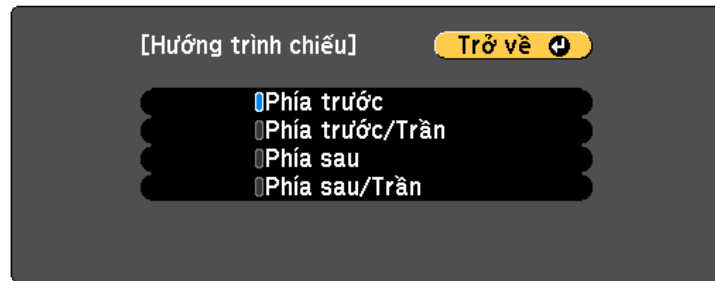 [Hướng trình chiếu] Trở về
Phía trước
Phía trước/Trần
Phía sau
Phía sau/Trần